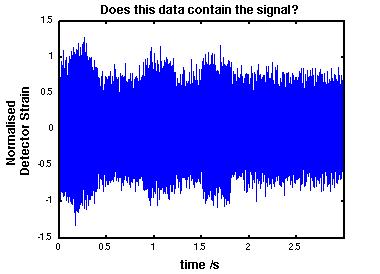 Does this data contain the signal?
Normalised
Detector Strain
1.5
1
0.5
0
-0.5
-1
-1.5
0 0.5 1 1.5 2 2.5
time /s